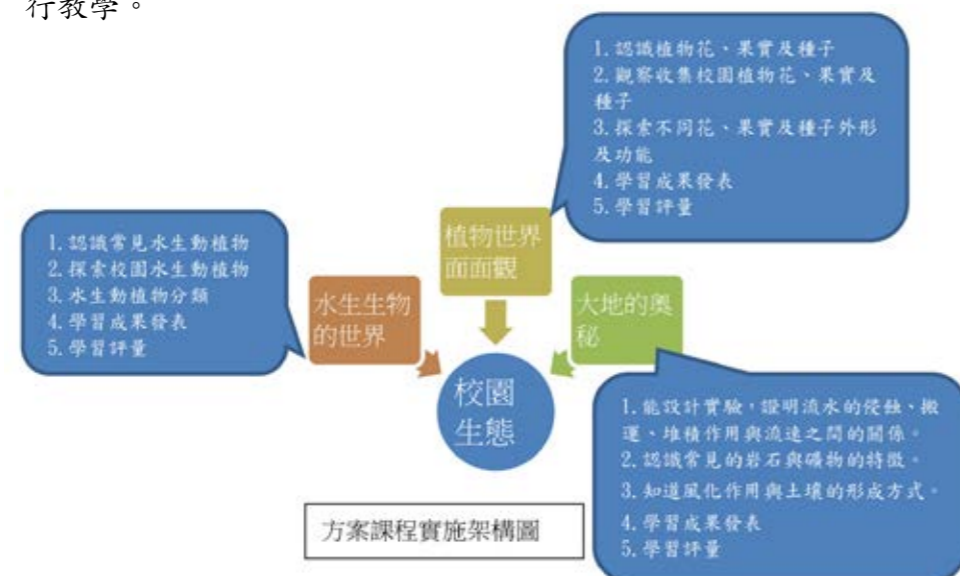 行教學。
1. 認識植物花、果實及種子
2. 觀察收集校園植物花、果實及
種子
3. 探索不同花、果實及種子外形
及功能
4. 學習成果發表
5. 學習評量
植物世界
面面觀
1. 認識常見水生動植物
2. 探索校園水生動植物
3. 水生動植物分類
4. 學習成果發表
5. 學習評量
水生生物
的世界
大地的奧
秘
校園
生態
1. 能設計實驗，證明流水的侵蝕、搬
運、堆積作用與流速之間的關係。
2. 認識常見的岩石與礦物的特徵。
3. 知道風化作用與土壤的形成方式。
4. 學習成果發表
5. 學習評量
方案課程實施架構圖